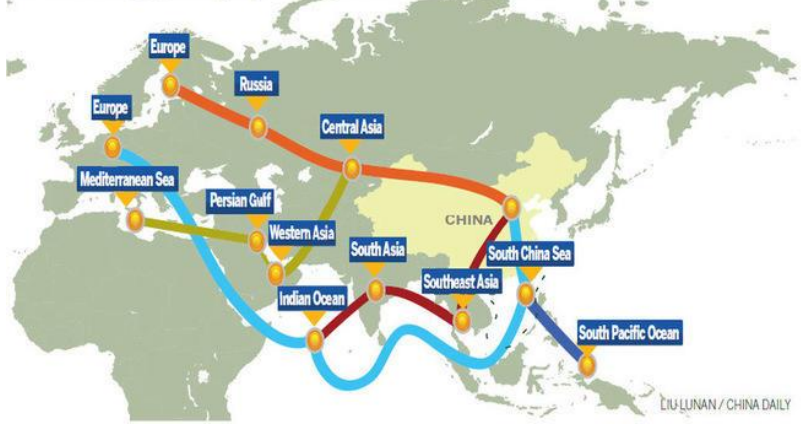 Europe
Russia
Europe
Central Asia
Mediterranean Sea
Persian Gulf
Western Asia
CHINA
South Asia
South China Sea
Southeast Asia
Indian Ocean
South Pacific Ocean
LIU LUNAN / CHINA DAILY